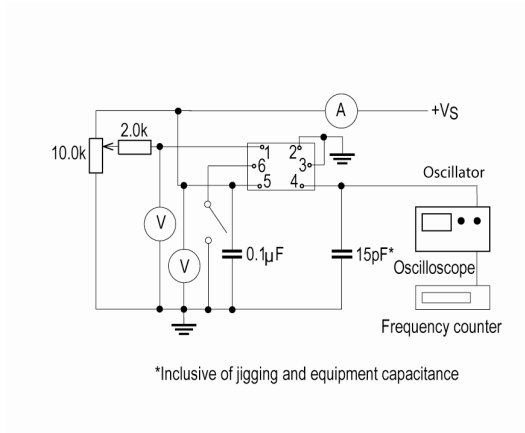 A
+VS
2.0k
10.0k
1
2
6
3
5
4
Oscillator
V
V
0.1µF
15pF*
Oscilloscope
Frequency counter
*Inclusive of jigging and equipment capacitance